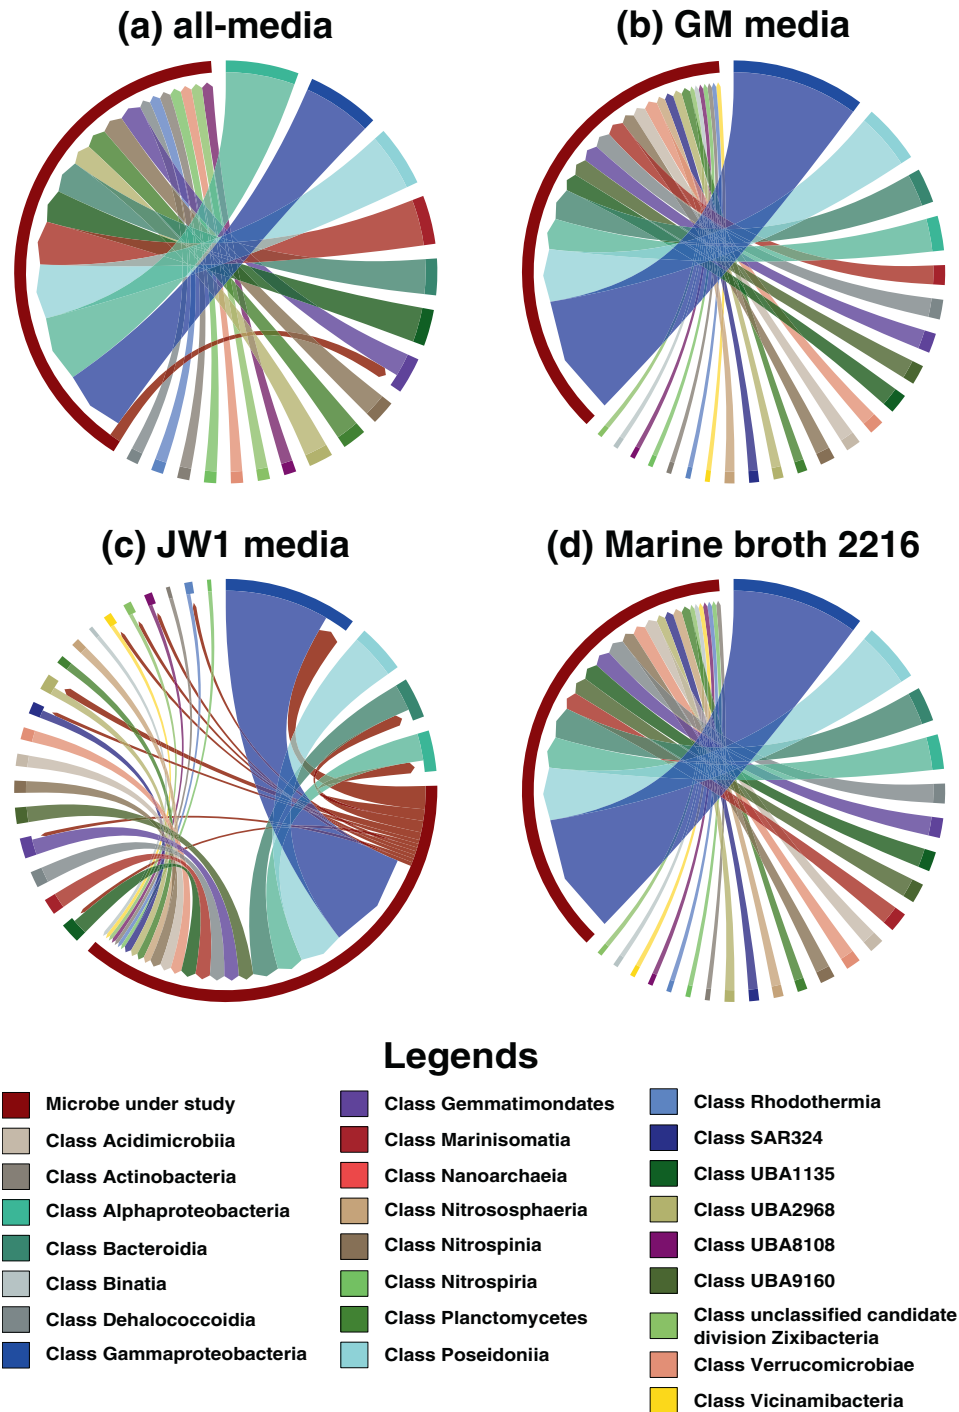 (a) all-media
(b) GM media
(c) JW1 media
(d) Marine broth 2216
Legends
Microbe under study
Class Acidimicrobiia
Class Actinobacteria
Class Alphaproteobacteria
Class Bacteroidia
Class Binatia
Class Dehalococcoidia
Class Gammaproteobacteria
Class Gemmatimondates
Class Marinisomatia
Class Nanoarchaeia
Class Nitrososphaeria
Class Nitrospinia
Class Nitrospiria
Class Planctomycetes
Class Poseidoniia
Class Rhodothermia
Class SAR324
Class UBA1135
Class UBA2968
Class UBA8108
Class UBA9160
Class unclassified candidate
division Zixibacteria
Class Verrucomicrobiae
Class Vicinamibacteria